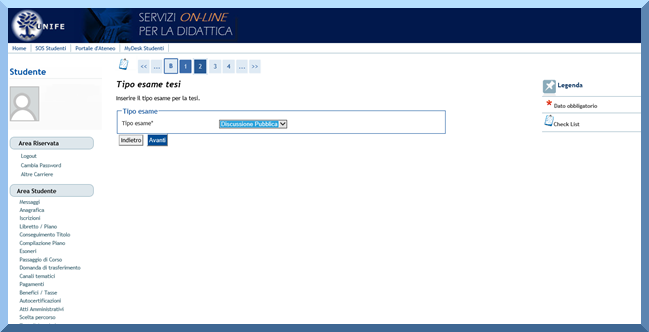 UNIFE
SERVIZI ON-LINE
PER LA DIDATTICA
Home SOS Studenti Portale d'Ateneo MyDesk Studenti
Studente
<< ... B 1 2 3 4 ... >>
Tipo esame tesi
Inserire il tipo esame per la tesi.
Tipo esame
Tipo esame* Discussione Pubblica
Indietro Avanti
Legenda
* Dato obbligatorio
Check List
Area Riservata
Logout
Cambia Password
Altre Carriere
Area Studente
Messaggi
Anagrafica
Iscrizioni
Libretto / Piano
Conseguimento Titolo
Compilazione Piano
Esoneri
Passaggio di Corso
Domanda di trasferimento
Canali tematici
Pagamenti
Benefici / Tasse
Autocertificazioni
Atti Amministrativi
Scelta percorso